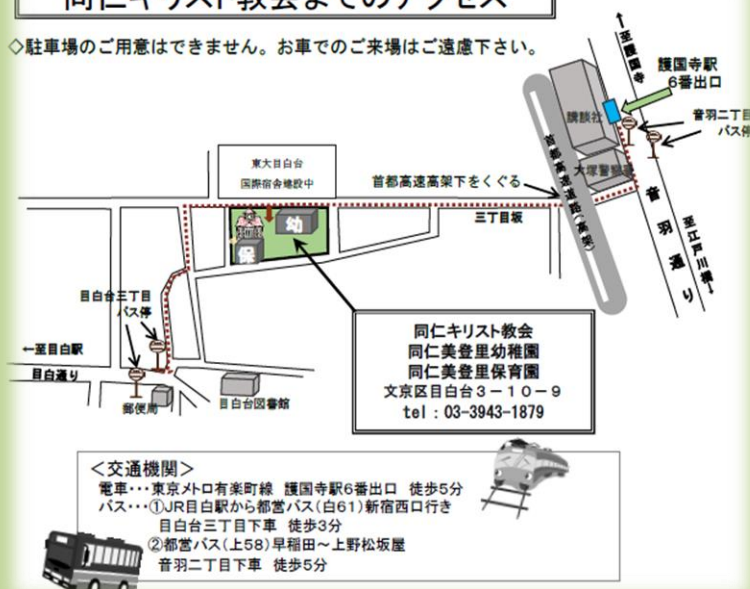 同仁キリスト教会までのアクセス
◇駐車場のご用意はできません。お車でのご来場はご遠慮下さい。
↑至護国寺
護国寺駅
6番出口
講談社
音羽二丁目
バス停
大塚警察署
首都高速道路(高架)
音羽通り
至江戸川橋↓
東大目白台
国際宿舎建設中
首都高速高架下をくぐる
三丁目坂
幼
保
目白台三丁目
バス停
←至目白駅
目白通り
郵便局
目白台図書館
同仁キリスト教会
同仁美登里幼稚園
同仁美登里保育園
文京区目白台3-10-9
tel:03-3943-1879
<交通機関>
電車・・・東京メトロ有楽町線 護国寺駅6番出口 徒歩5分
バス・・・①JR目白駅から都営バス(白61)新宿西口行き
目白台三丁目下車 徒歩3分
②都営バス(上58)早稲田~上野松坂屋
音羽二丁目下車 徒歩5分